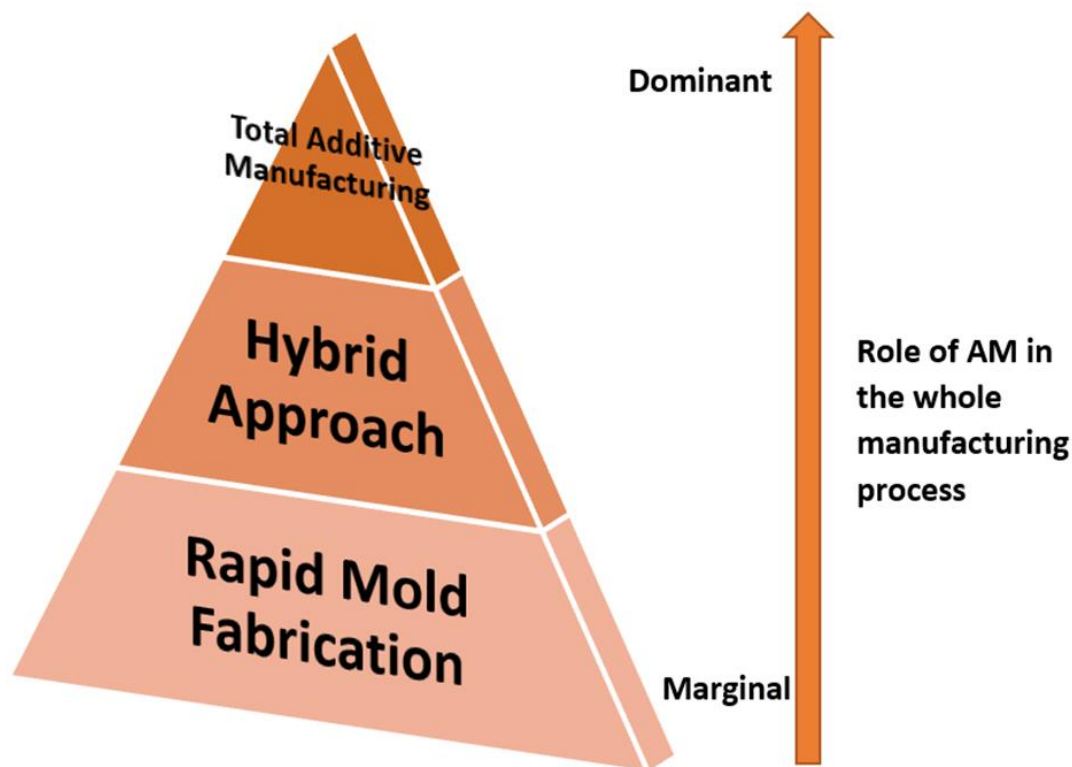 Total Additive
Manufacturing
Hybrid
Approach
Rapid Mold
Fabrication
Dominant
Role of AM in
the whole
manufacturing
process
Marginal